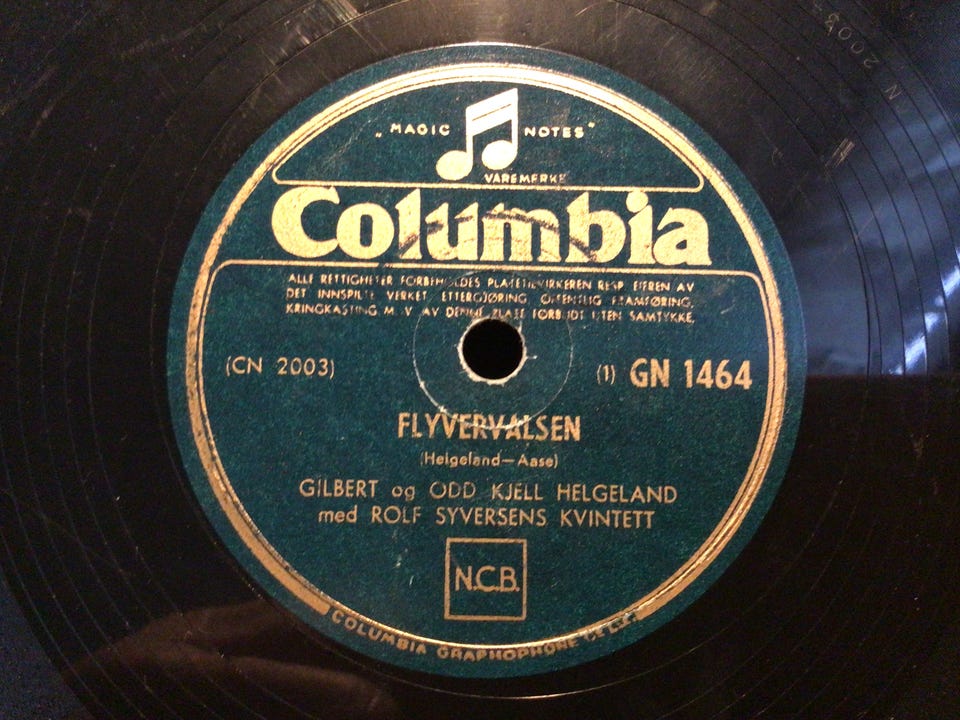 „ MAGIC NOTES"
VAREMERKE
Columbia
ALLE RETTIGHETER FORBEHOLDES PLATETILVIRKEREN RESP. EIEREN AV
DET INNSPILTE VERKET. ETTERGJØRING, OFFENTLIG FRAMFØRING,
KRINGKASTING M. V. AV DENNE PLATE FORBUDT UTEN SAMTYKKE.
(CN 2003) (1) GN 1464
FLYVERVALSEN
(Helgeland—Aase)
GILBERT og ODD KJELL HELGELAND
med ROLF SYVERSENS KVINTETT
N.C.B.
COLUMBIA GRAPHOPHONE